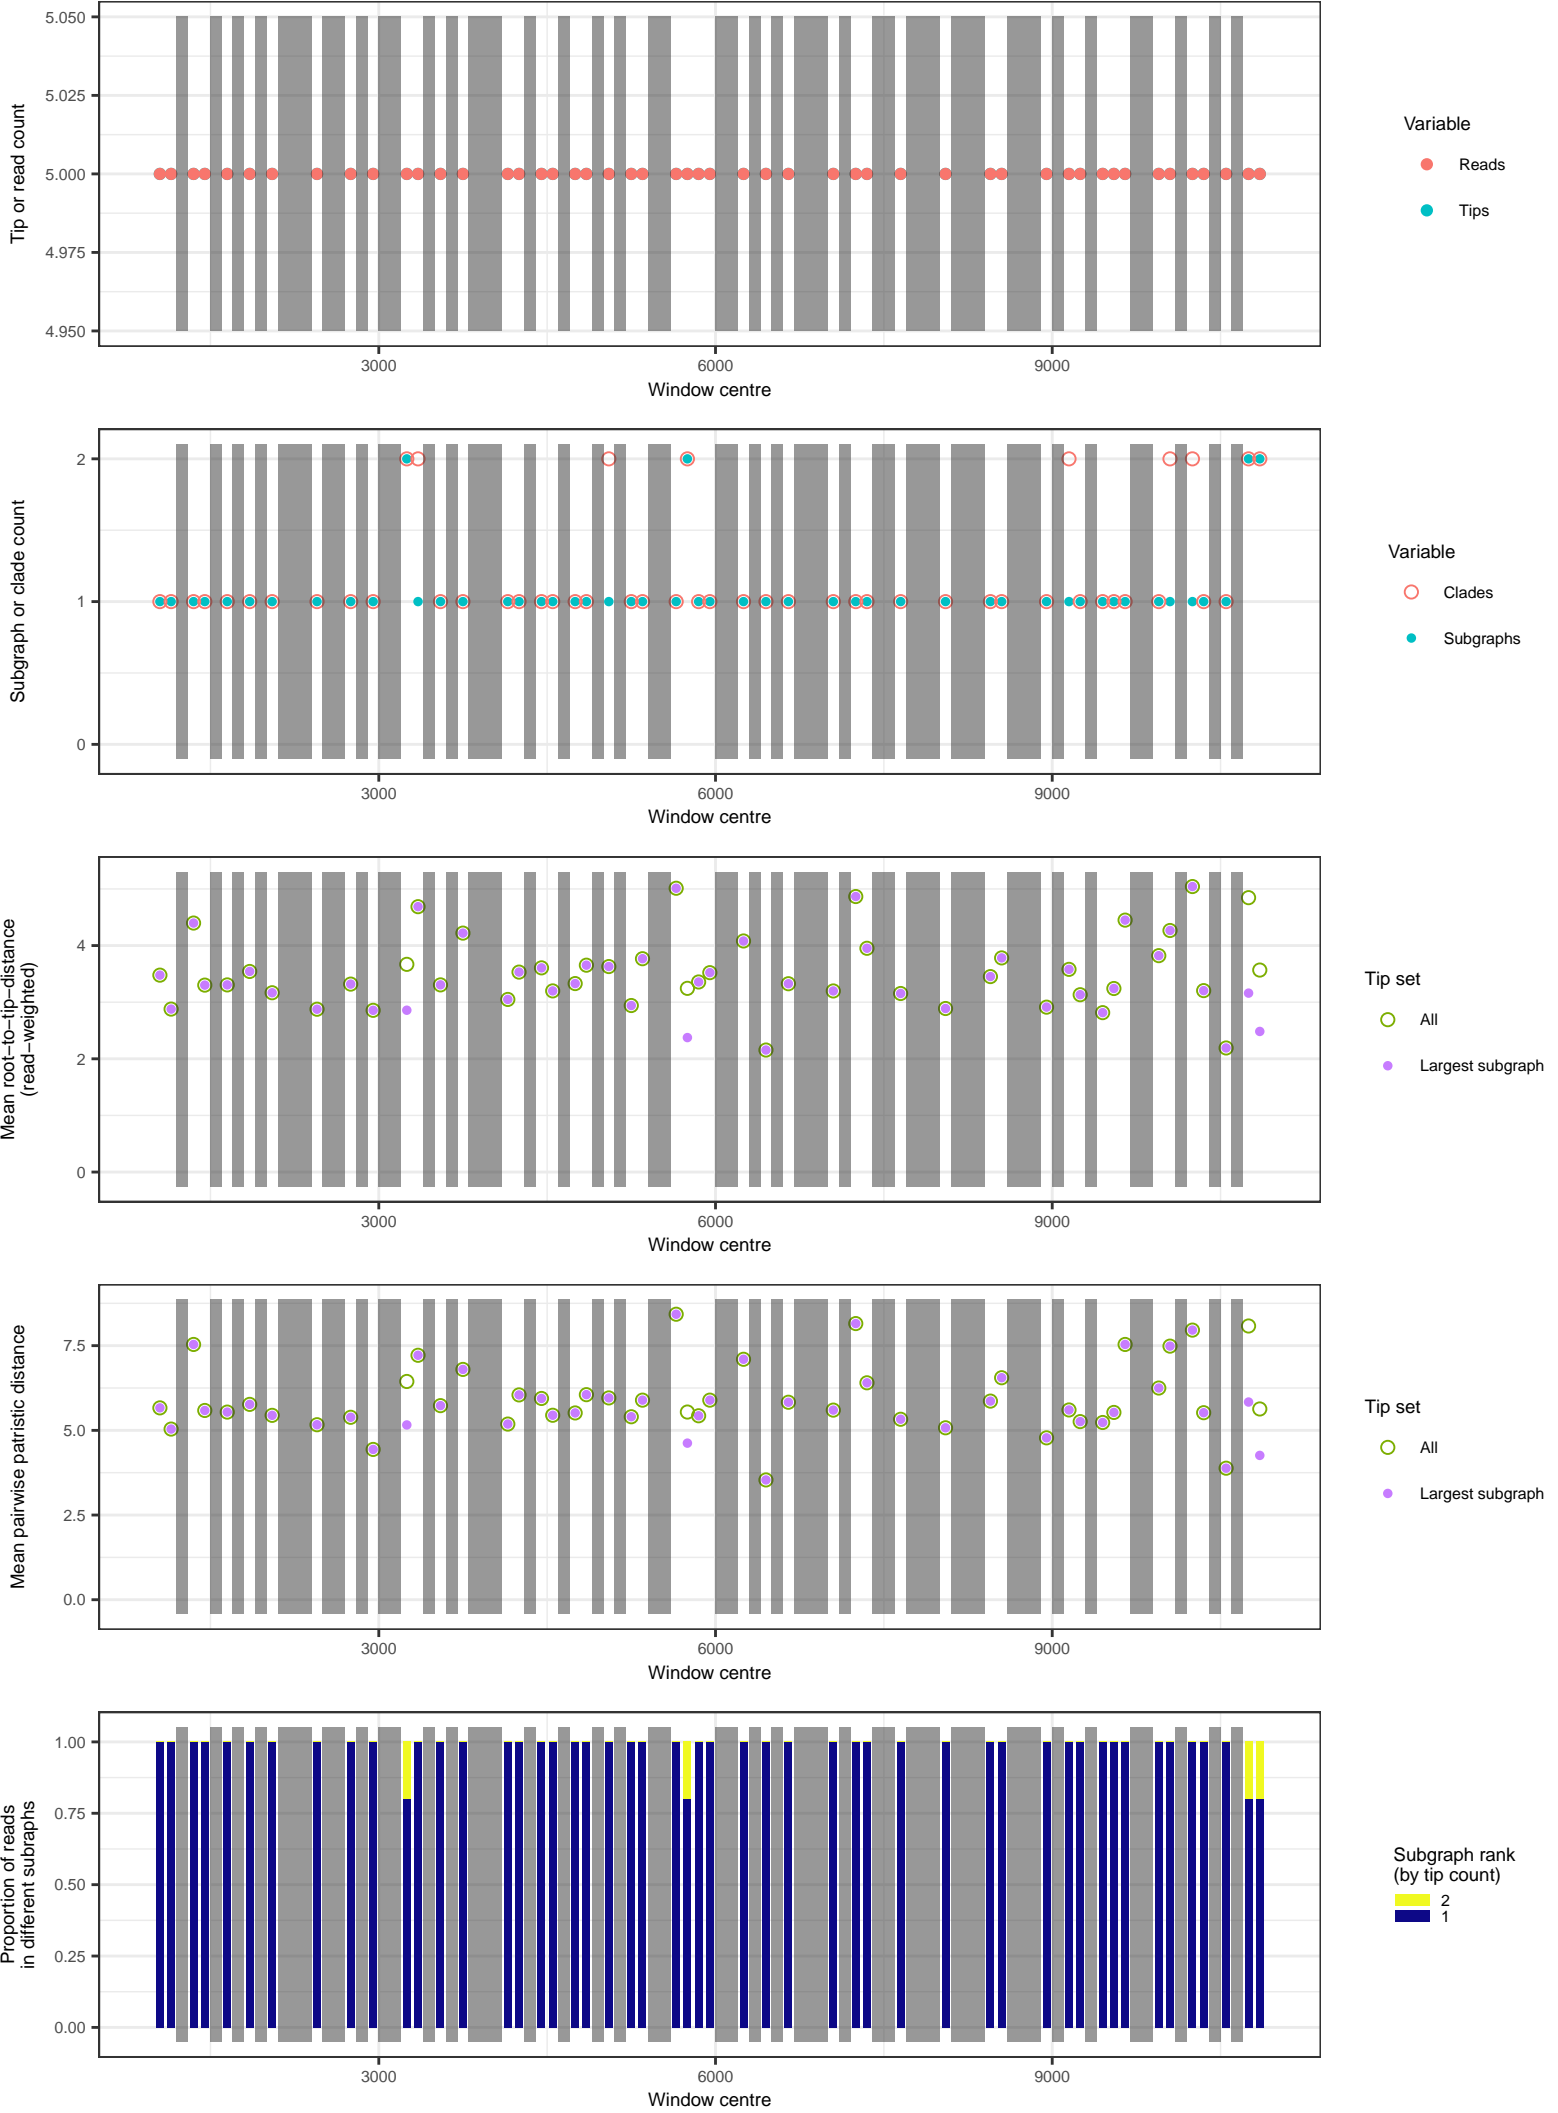 5.050
5.025
5.000
4.975
4.950
Tip or read count
3000
6000
9000
Window centre
Variable
Reads
Tips
2
1
0
Subgraph or clade count
3000
6000
9000
Window centre
Variable
Clades
Subgraphs
4
2
0
Mean root−to−tip−distance
(read−weighted)
3000
6000
9000
Window centre
Tip set
All
Largest subgraph
7.5
5.0
2.5
0.0
Mean pairwise patristic distance
3000
6000
9000
Window centre
Tip set
All
Largest subgraph
1.00
0.75
0.50
0.25
0.00
Proportion of reads
in different subraphs
3000
6000
9000
Window centre
Subgraph rank
(by tip count)
2
1